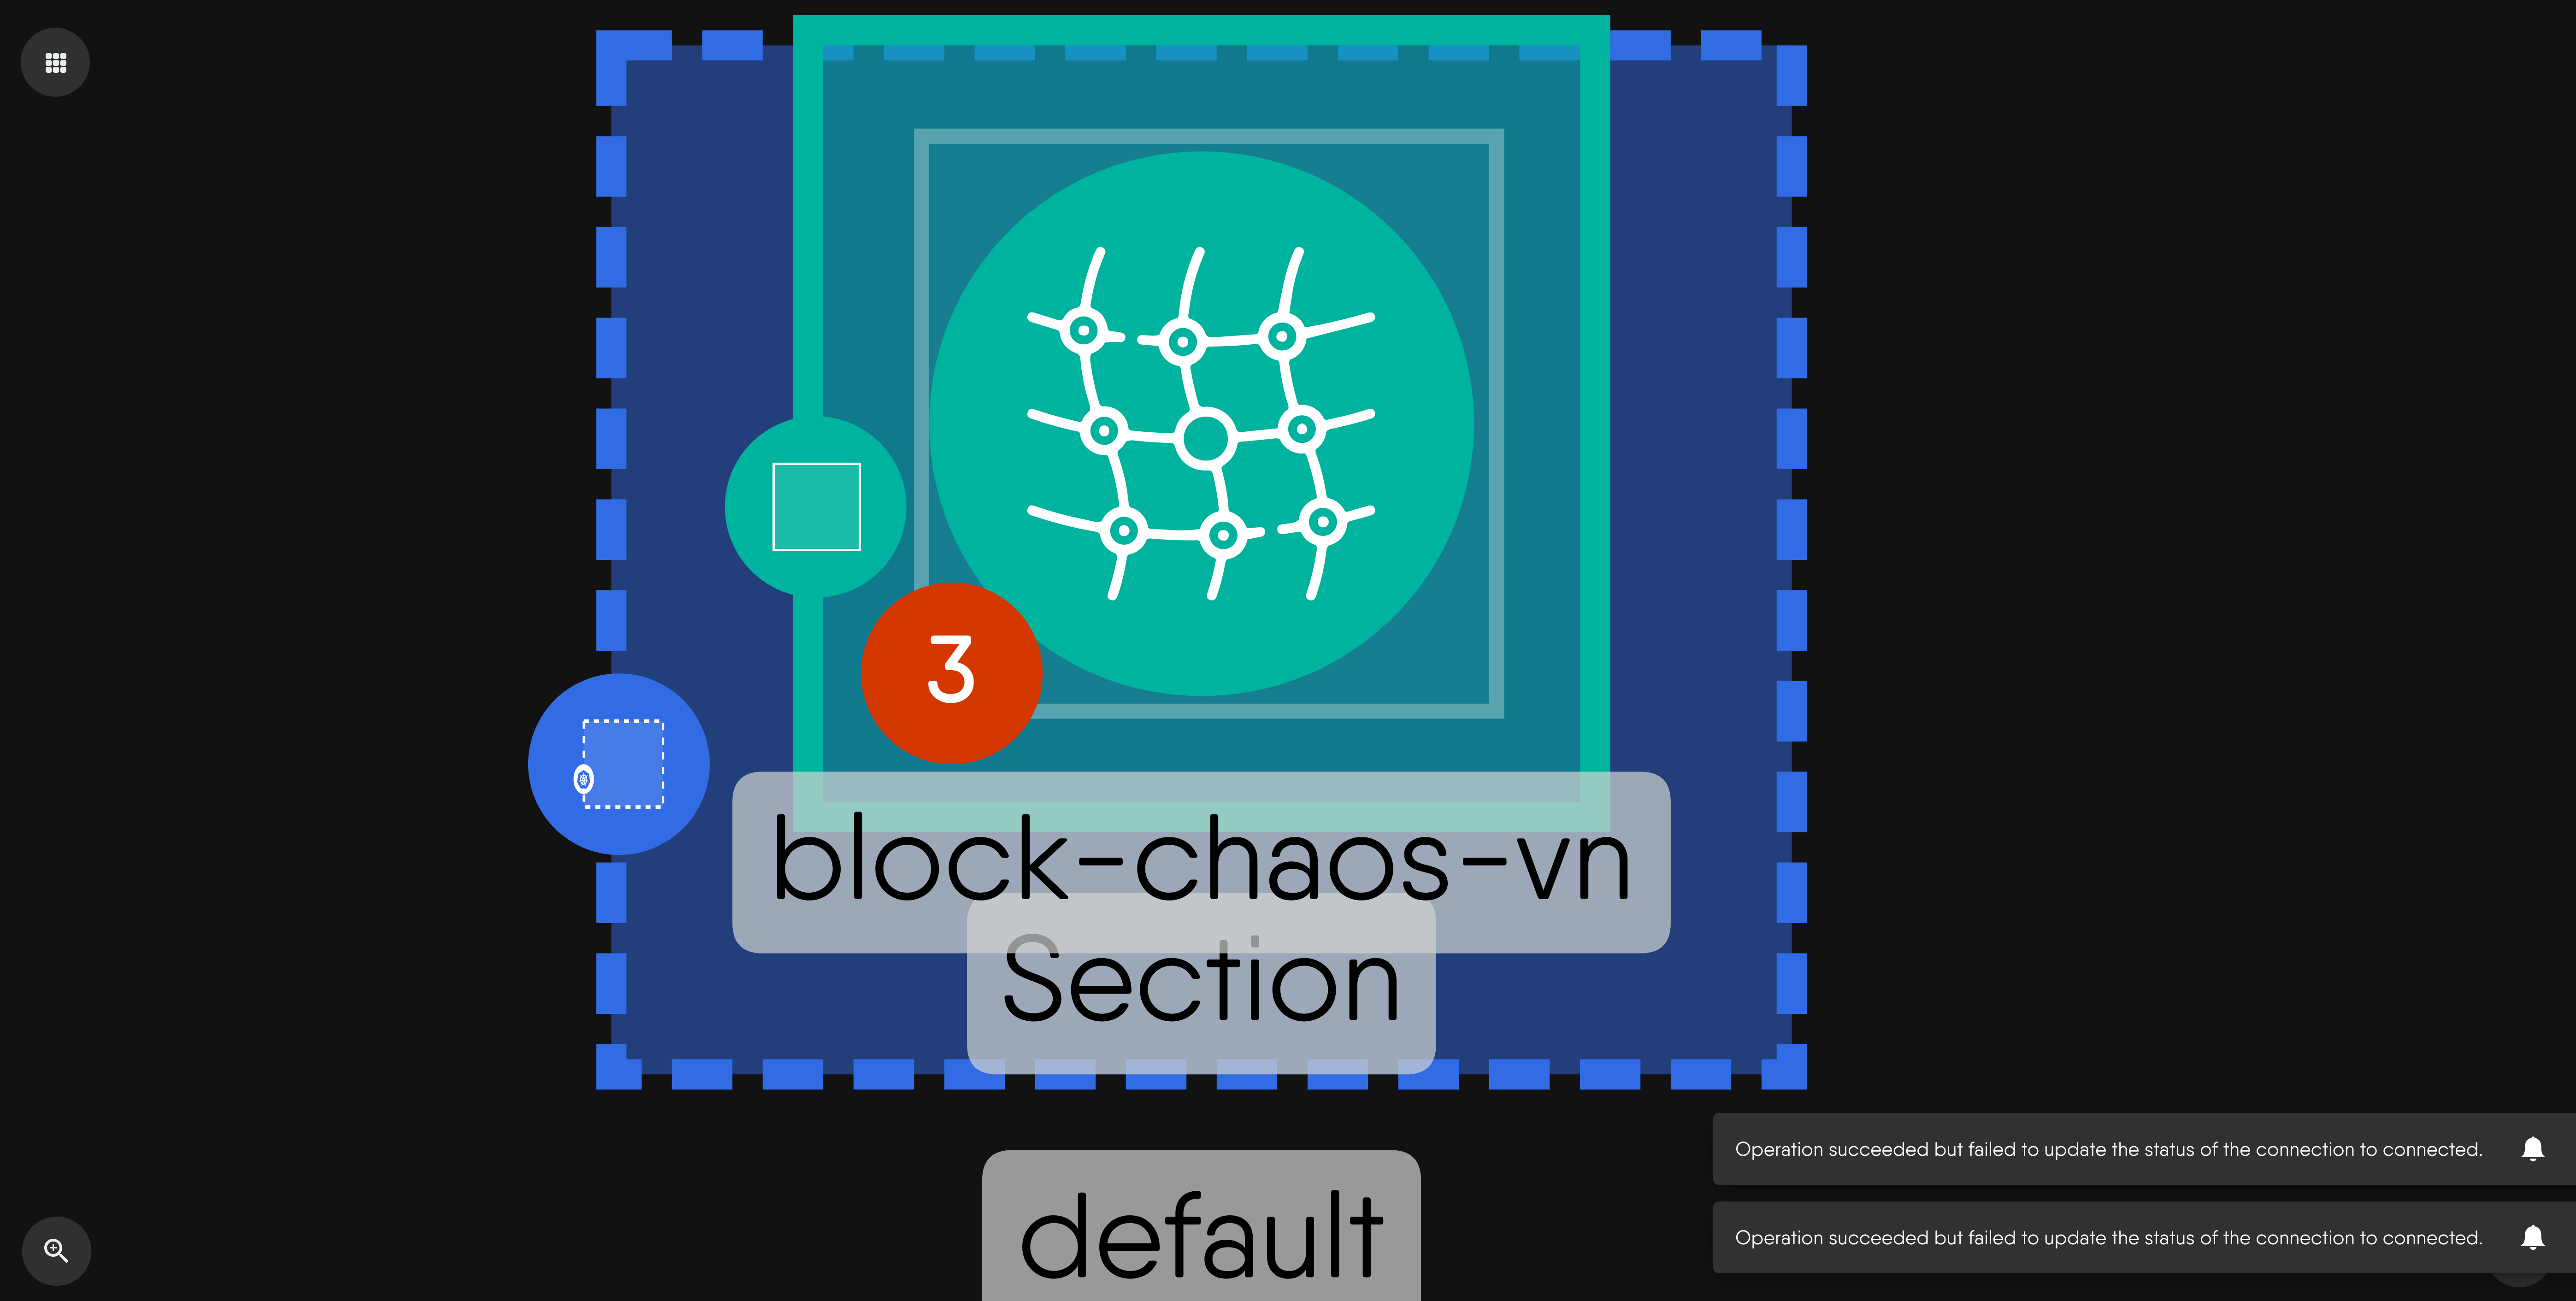 3
block-chaos-vn
Section
default
Operation succeeded but failed to update the status of the connection to connected.
Operation succeeded but failed to update the status of the connection to connected.